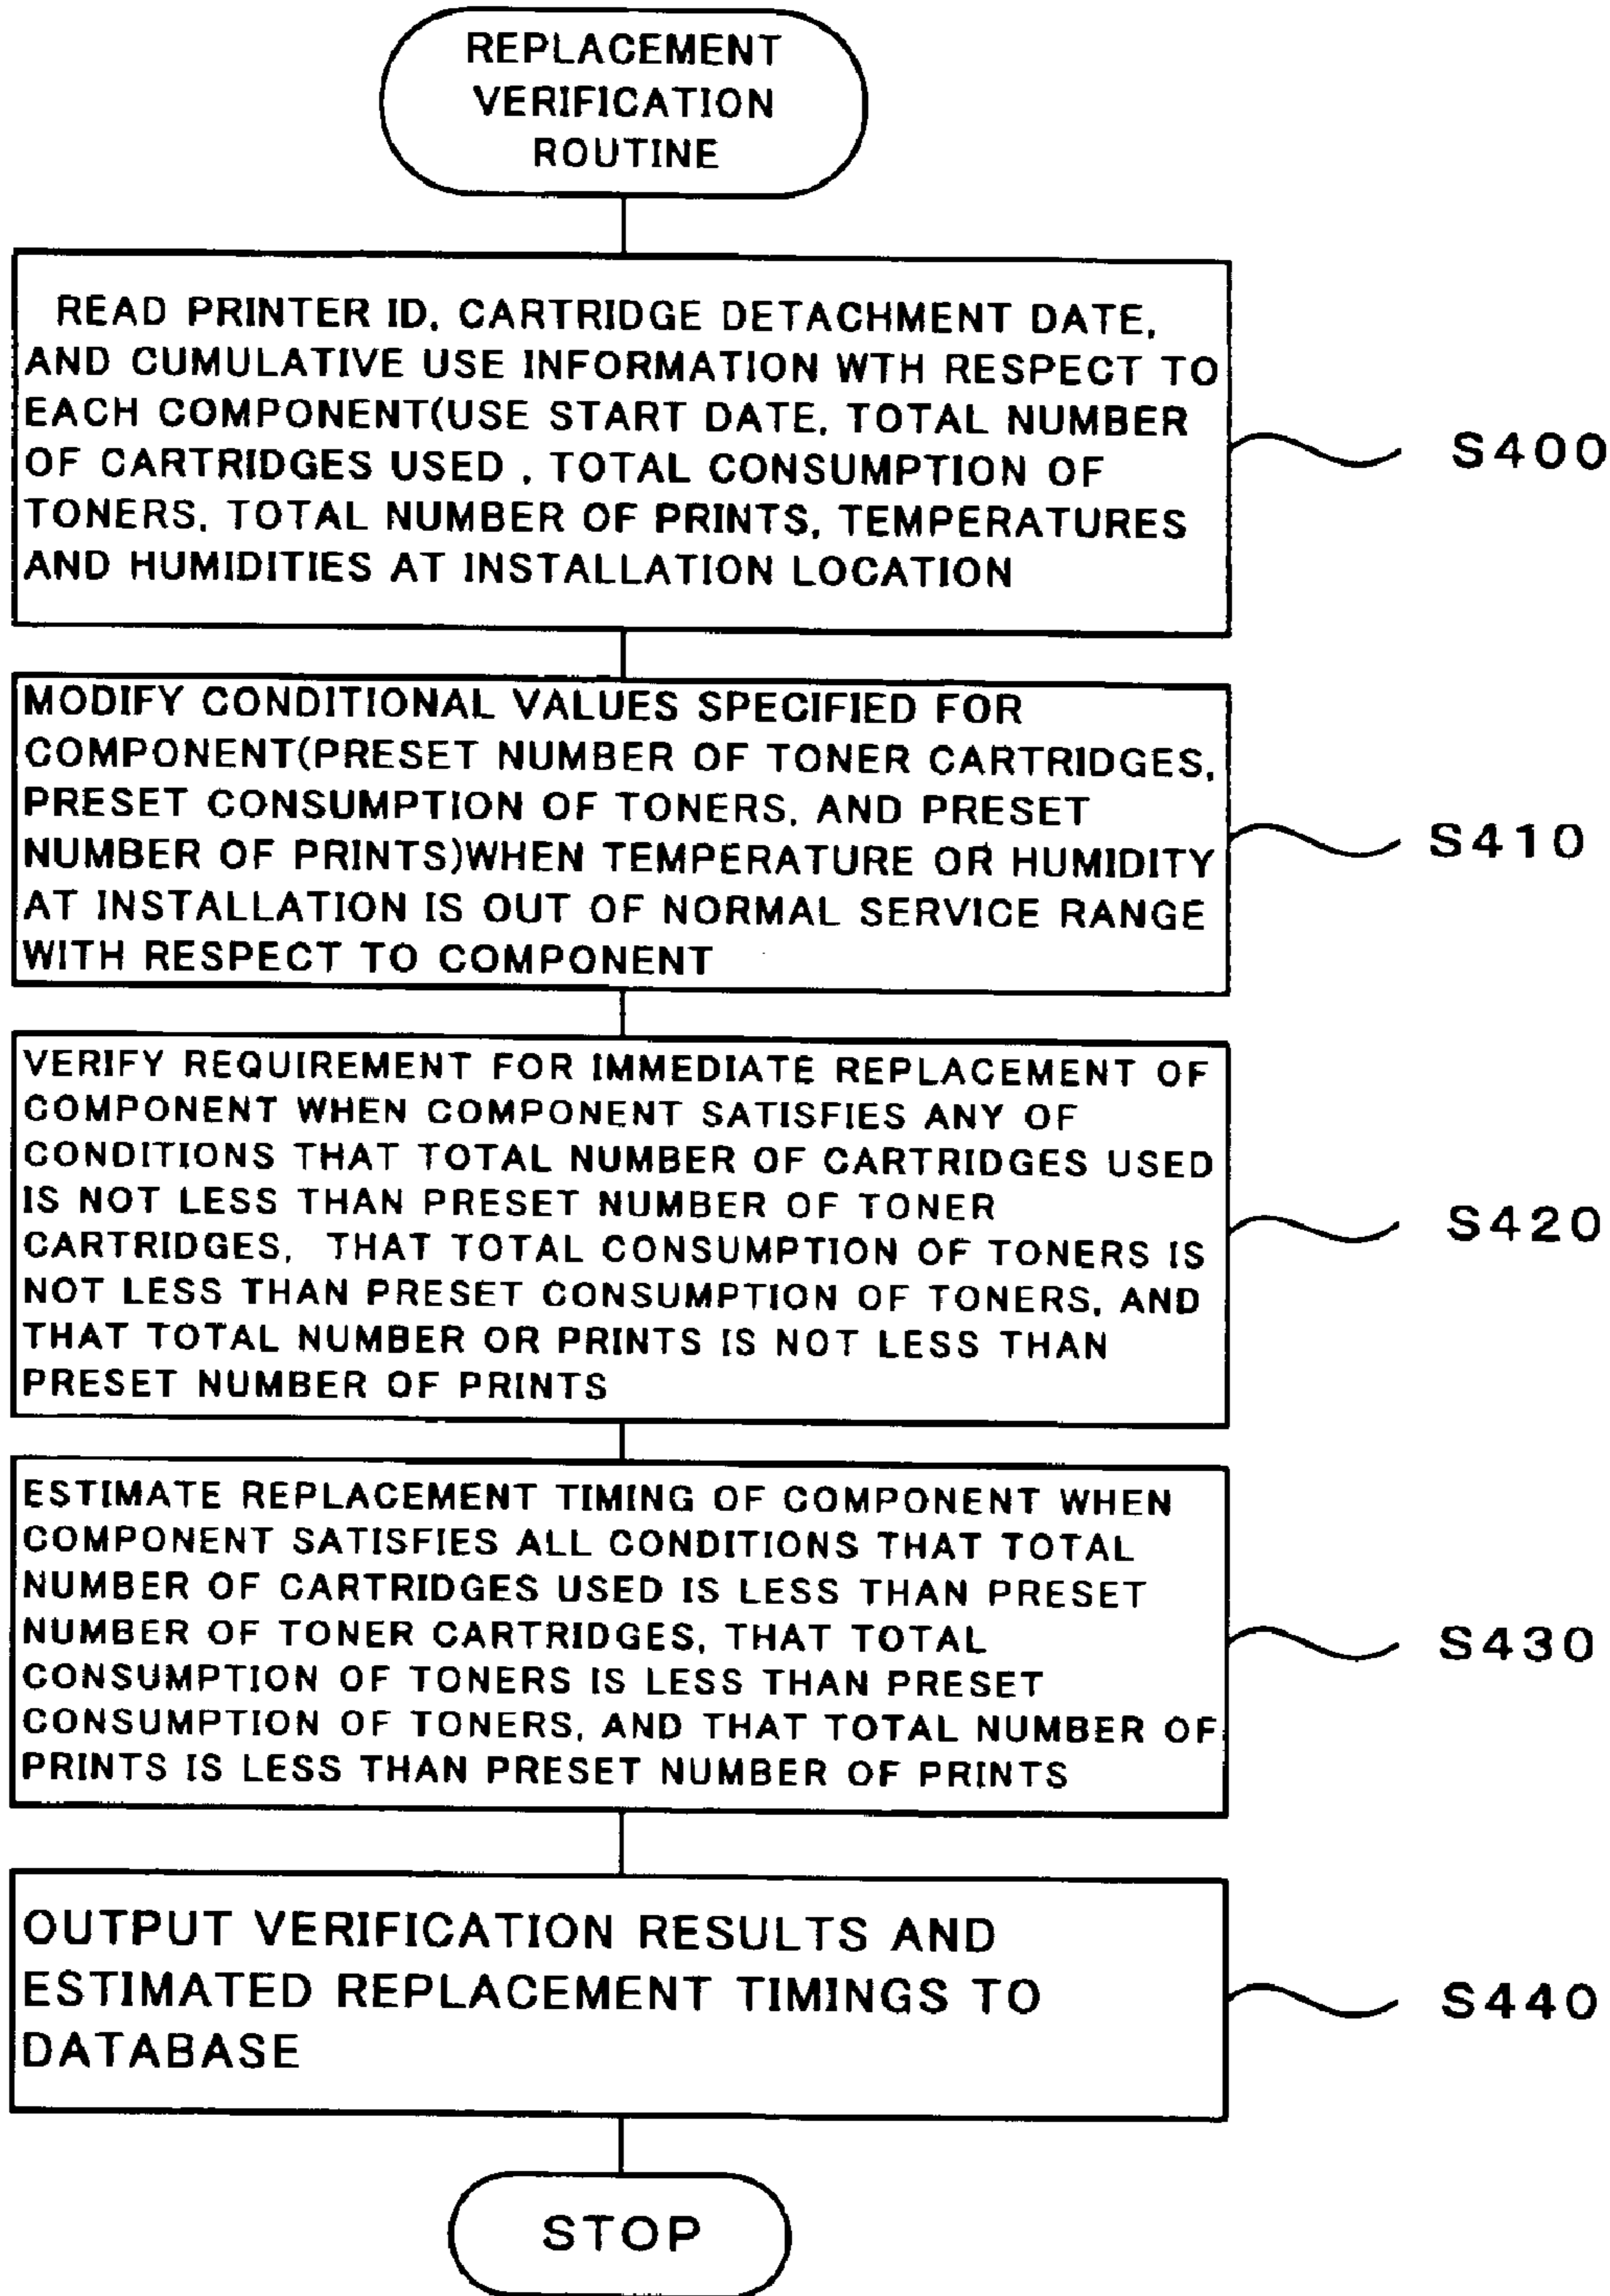 REPLACEMENT
VERIFICATION
ROUTINE
READ PRINTER ID, CARTRIDGE DETACHMENT DATE,
AND CUMULATIVE USE INFORMATION WTH RESPECT TO
EACH COMPONENT(USE START DATE, TOTAL NUMBER
OF CARTRIDGES USED , TOTAL CONSUMPTION OF
TONERS, TOTAL NUMBER OF PRINTS, TEMPERATURES
AND HUMIDITIES AT INSTALLATION LOCATION
S400
MODIFY CONDITIONAL VALUES SPECIFIED FOR
COMPONENT(PRESET NUMBER OF TONER CARTRIDGES,
PRESET CONSUMPTION OF TONERS, AND PRESET
NUMBER OF PRINTS)WHEN TEMPERATURE OR HUMIDITY
AT INSTALLATION IS OUT OF NORMAL SERVICE RANGE
WITH RESPECT TO COMPONENT
S410
VERIFY REQUIREMENT FOR IMMEDIATE REPLACEMENT OF
COMPONENT WHEN COMPONENT SATISFIES ANY OF
CONDITIONS THAT TOTAL NUMBER OF CARTRIDGES USED
IS NOT LESS THAN PRESET NUMBER OF TONER
CARTRIDGES, THAT TOTAL CONSUMPTION OF TONERS IS
NOT LESS THAN PRESET CONSUMPTION OF TONERS, AND
THAT TOTAL NUMBER OR PRINTS IS NOT LESS THAN
PRESET NUMBER OF PRINTS
S420
ESTIMATE REPLACEMENT TIMING OF COMPONENT WHEN
COMPONENT SATISFIES ALL CONDITIONS THAT TOTAL
NUMBER OF CARTRIDGES USED IS LESS THAN PRESET
NUMBER OF TONER CARTRIDGES, THAT TOTAL
CONSUMPTION OF TONERS IS LESS THAN PRESET
CONSUMPTION OF TONERS, AND THAT TOTAL NUMBER OF
PRINTS IS LESS THAN PRESET NUMBER OF PRINTS
S430
OUTPUT VERIFICATION RESULTS AND
ESTIMATED REPLACEMENT TIMINGS TO
DATABASE
S440
STOP